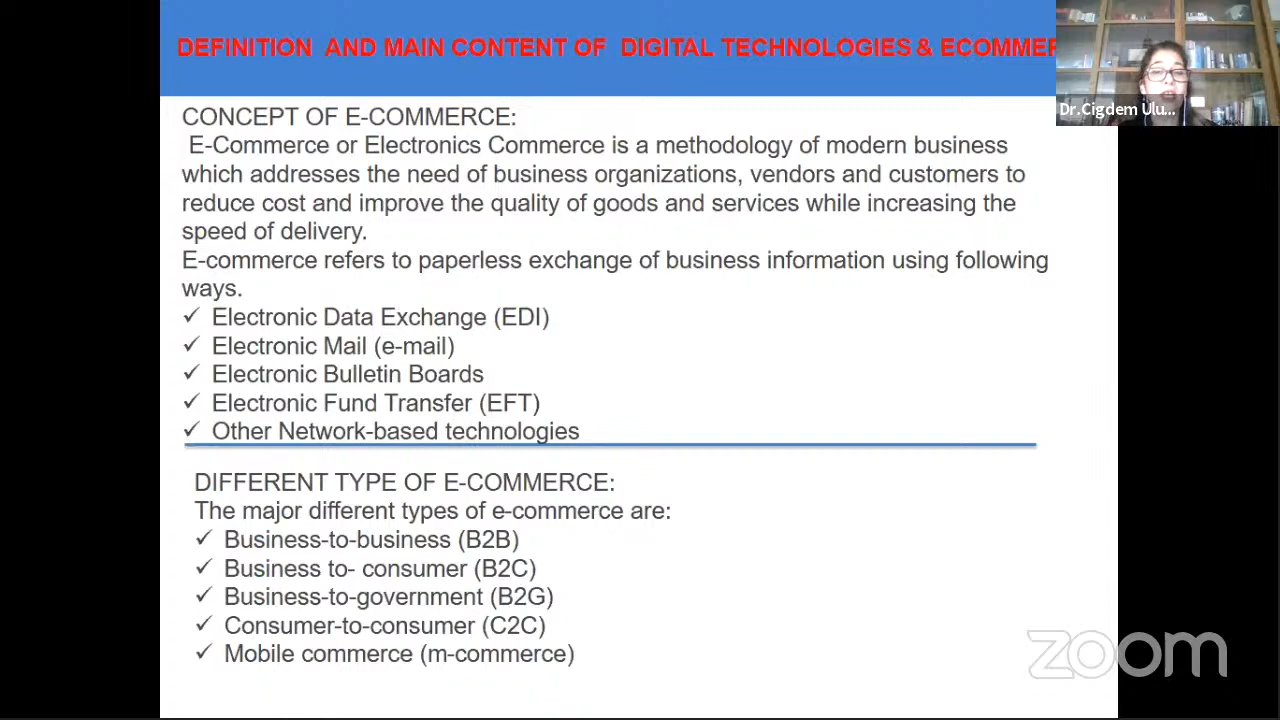 DEFINITION AND MAIN CONTENT OF DIGITAL TECHNOLOGIES & ECOMMER
Dr.Cigdem Ulu...
CONCEPT OF E-COMMERCE:
E-Commerce or Electronics Commerce is a methodology of modern business
which addresses the need of business organizations, vendors and customers to
reduce cost and improve the quality of goods and services while increasing the
speed of delivery.
E-commerce refers to paperless exchange of business information using following
ways.
✓ Electronic Data Exchange (EDI)
✓ Electronic Mail (e-mail)
✓ Electronic Bulletin Boards
✓ Electronic Fund Transfer (EFT)
✓ Other Network-based technologies
DIFFERENT TYPE OF E-COMMERCE:
The major different types of e-commerce are:
✓ Business-to-business (B2B)
✓ Business to- consumer (B2C)
✓ Business-to-government (B2G)
✓ Consumer-to-consumer (C2C)
✓ Mobile commerce (m-commerce)
zoom